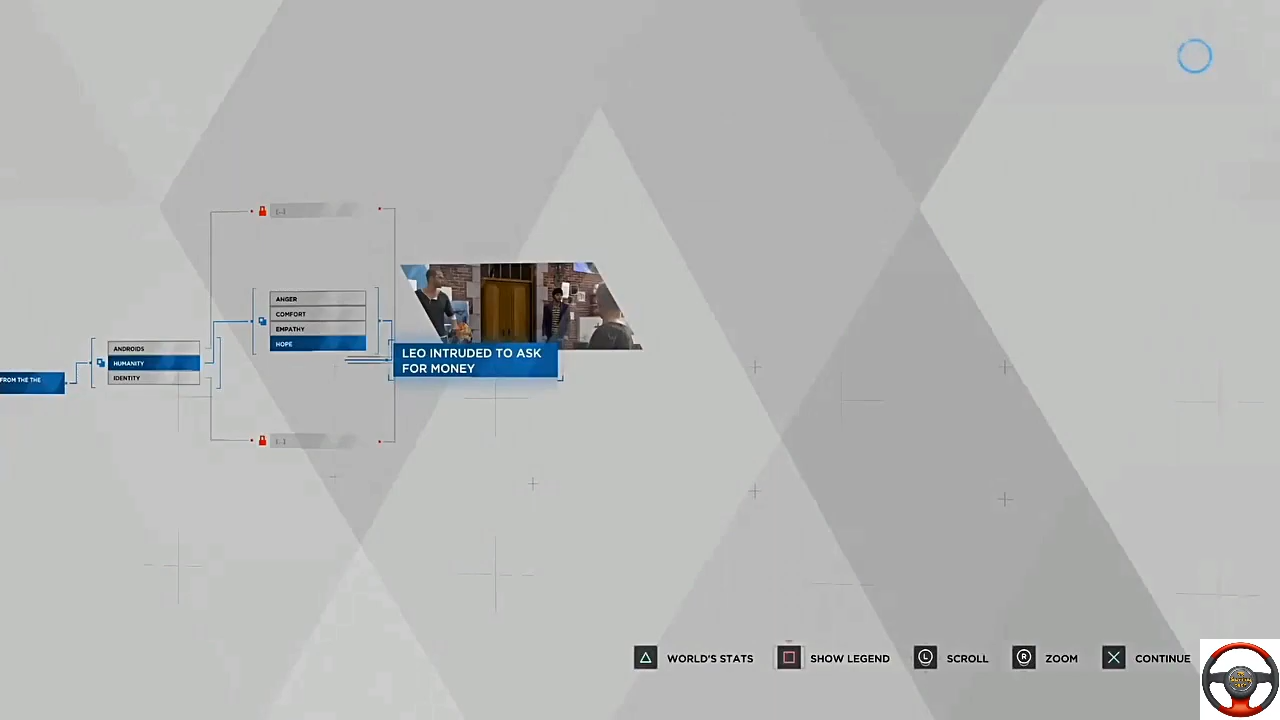 FROM THE THE
ANDROIDS
HUMANITY
IDENTITY
[...]
ANGER
COMFORT
EMPATHY
HOPE
[...]
LEO INTRUDED TO ASK
FOR MONEY
WORLD'S STATS
SHOW LEGEND
L
SCROLL
R
ZOOM
CONTINUE